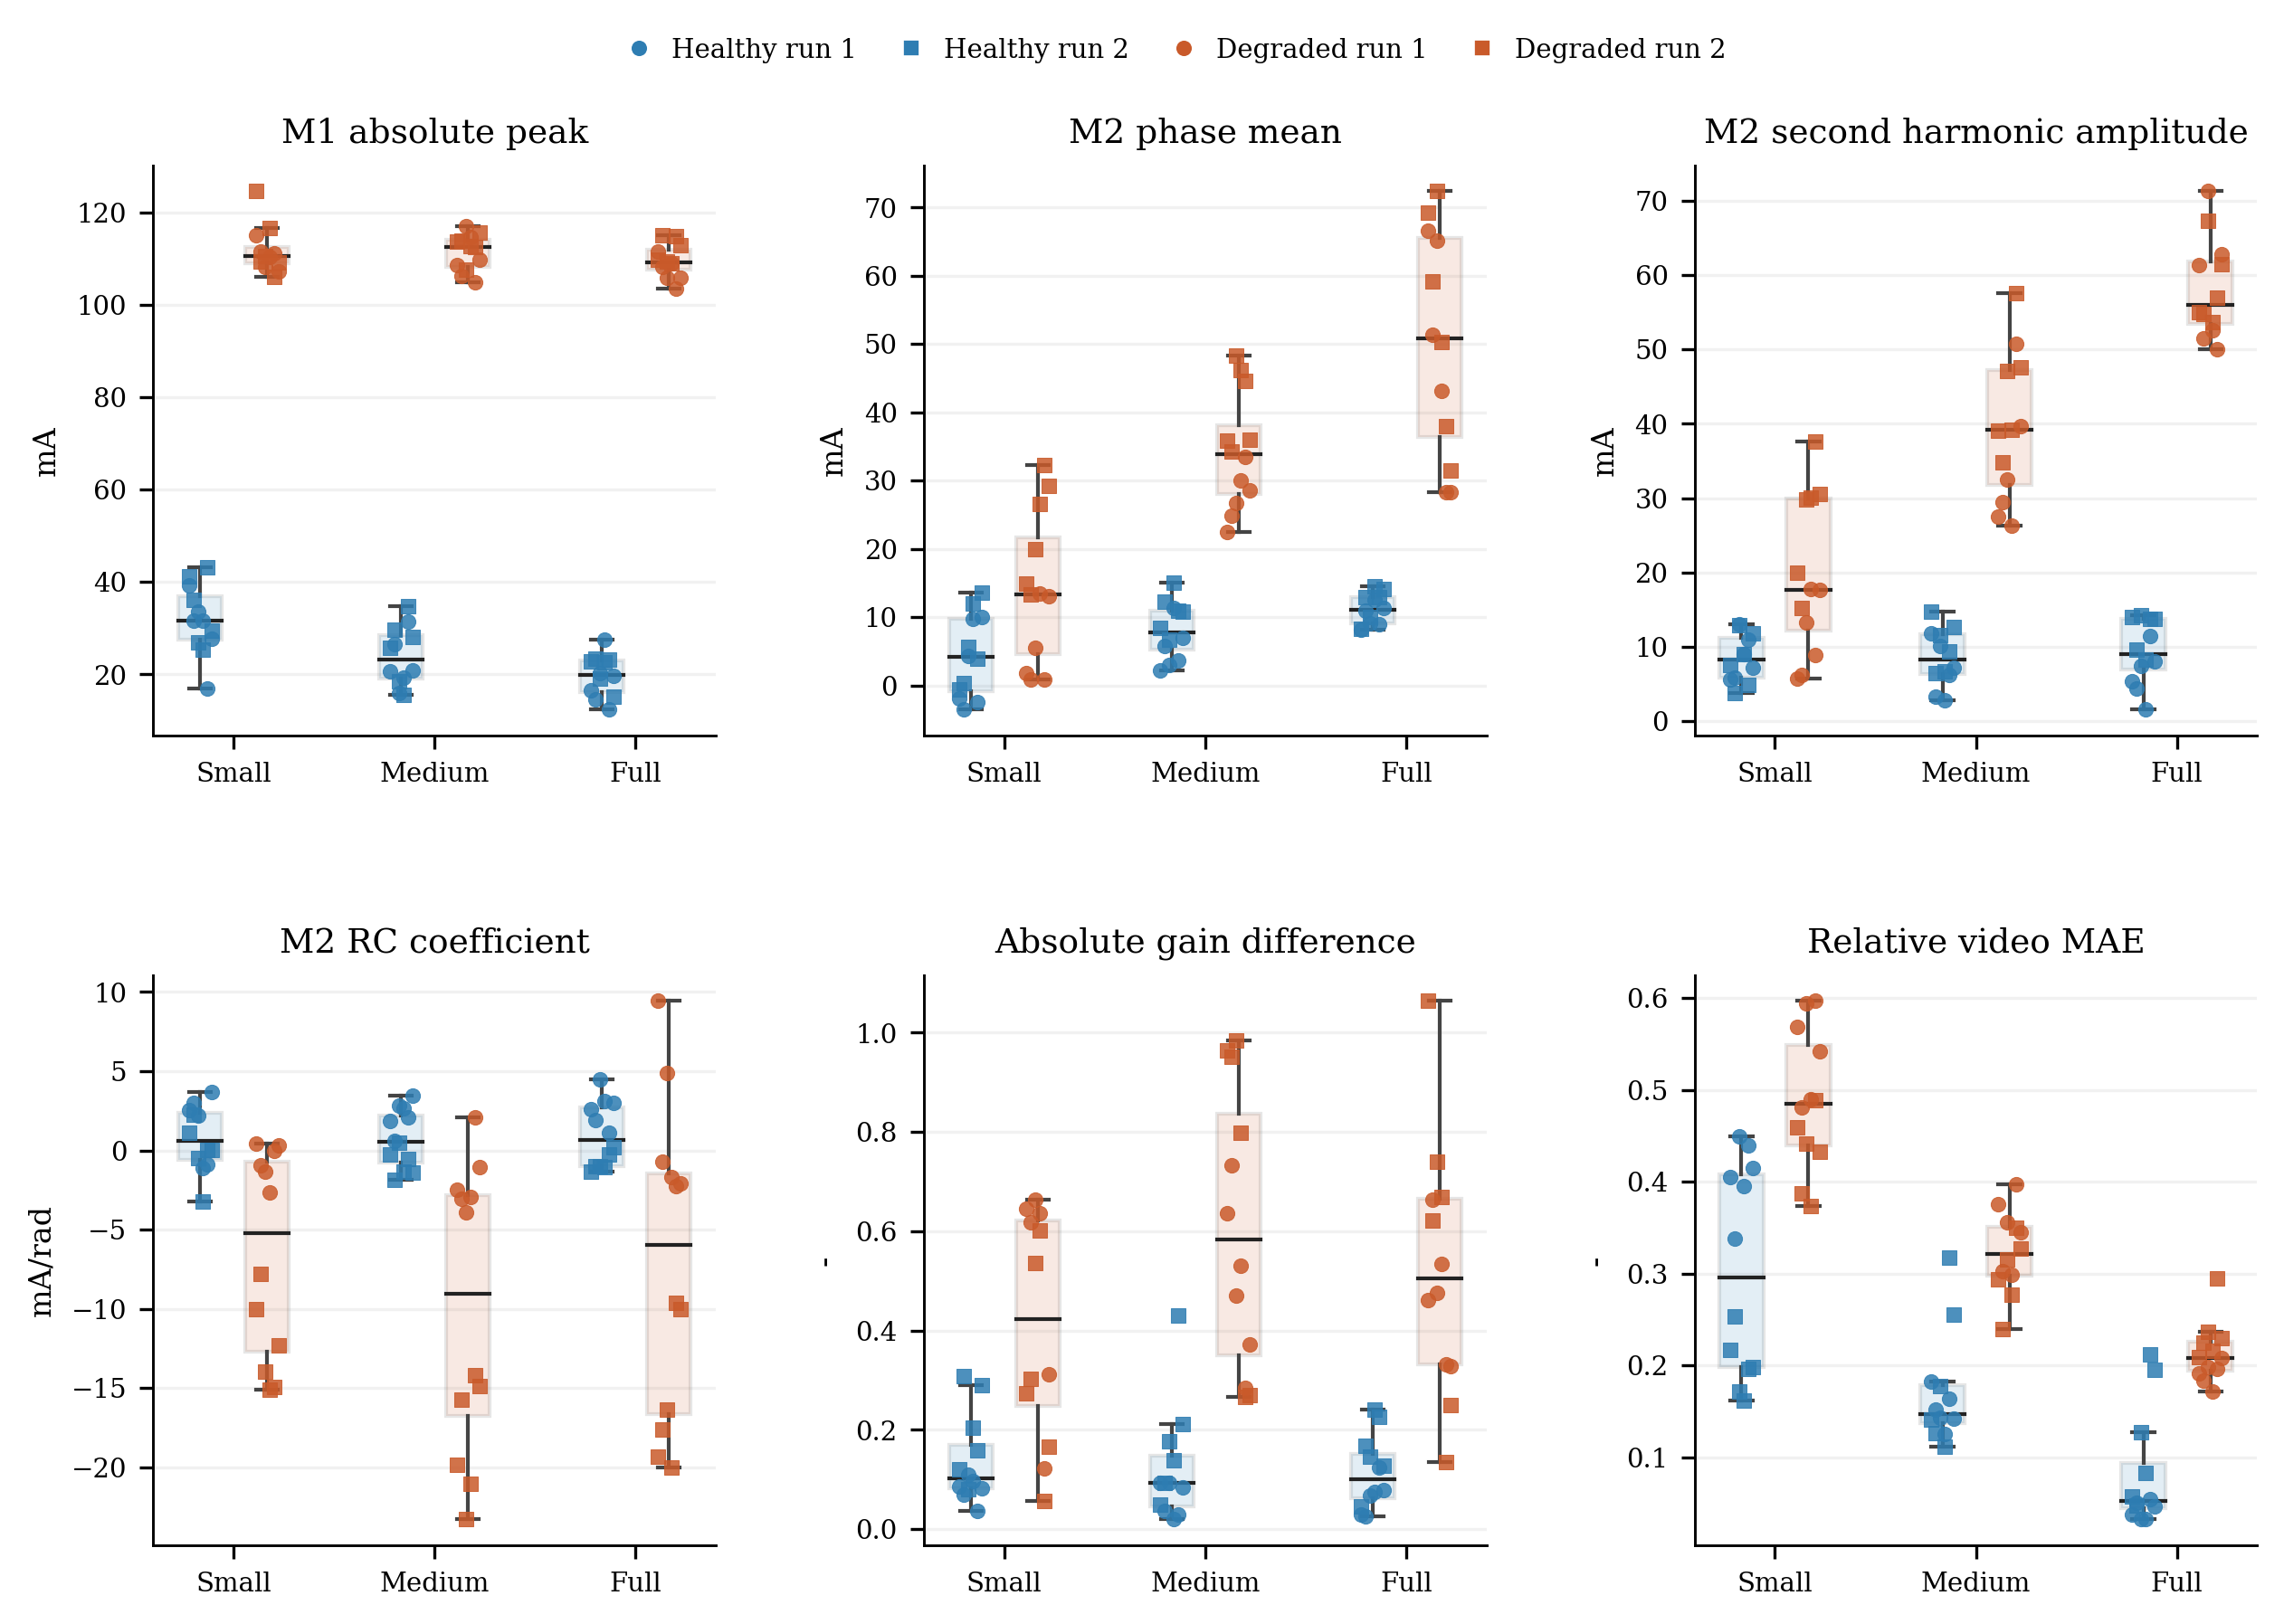 Healthy run 1 Healthy run 2 Degraded run 1 Degraded run 2
M1 absolute peak
mA
120
100
80
60
40
20
Small Medium Full
M2 phase mean
mA
70
60
50
40
30
20
10
0
Small Medium Full
M2 second harmonic amplitude
mA
70
60
50
40
30
20
10
0
Small Medium Full
M2 RC coefficient
mA/rad
10
5
0
−5
−10
−15
−20
Small Medium Full
Absolute gain difference
-
1.0
0.8
0.6
0.4
0.2
0.0
Small Medium Full
Relative video MAE
-
0.6
0.5
0.4
0.3
0.2
0.1
Small Medium Full